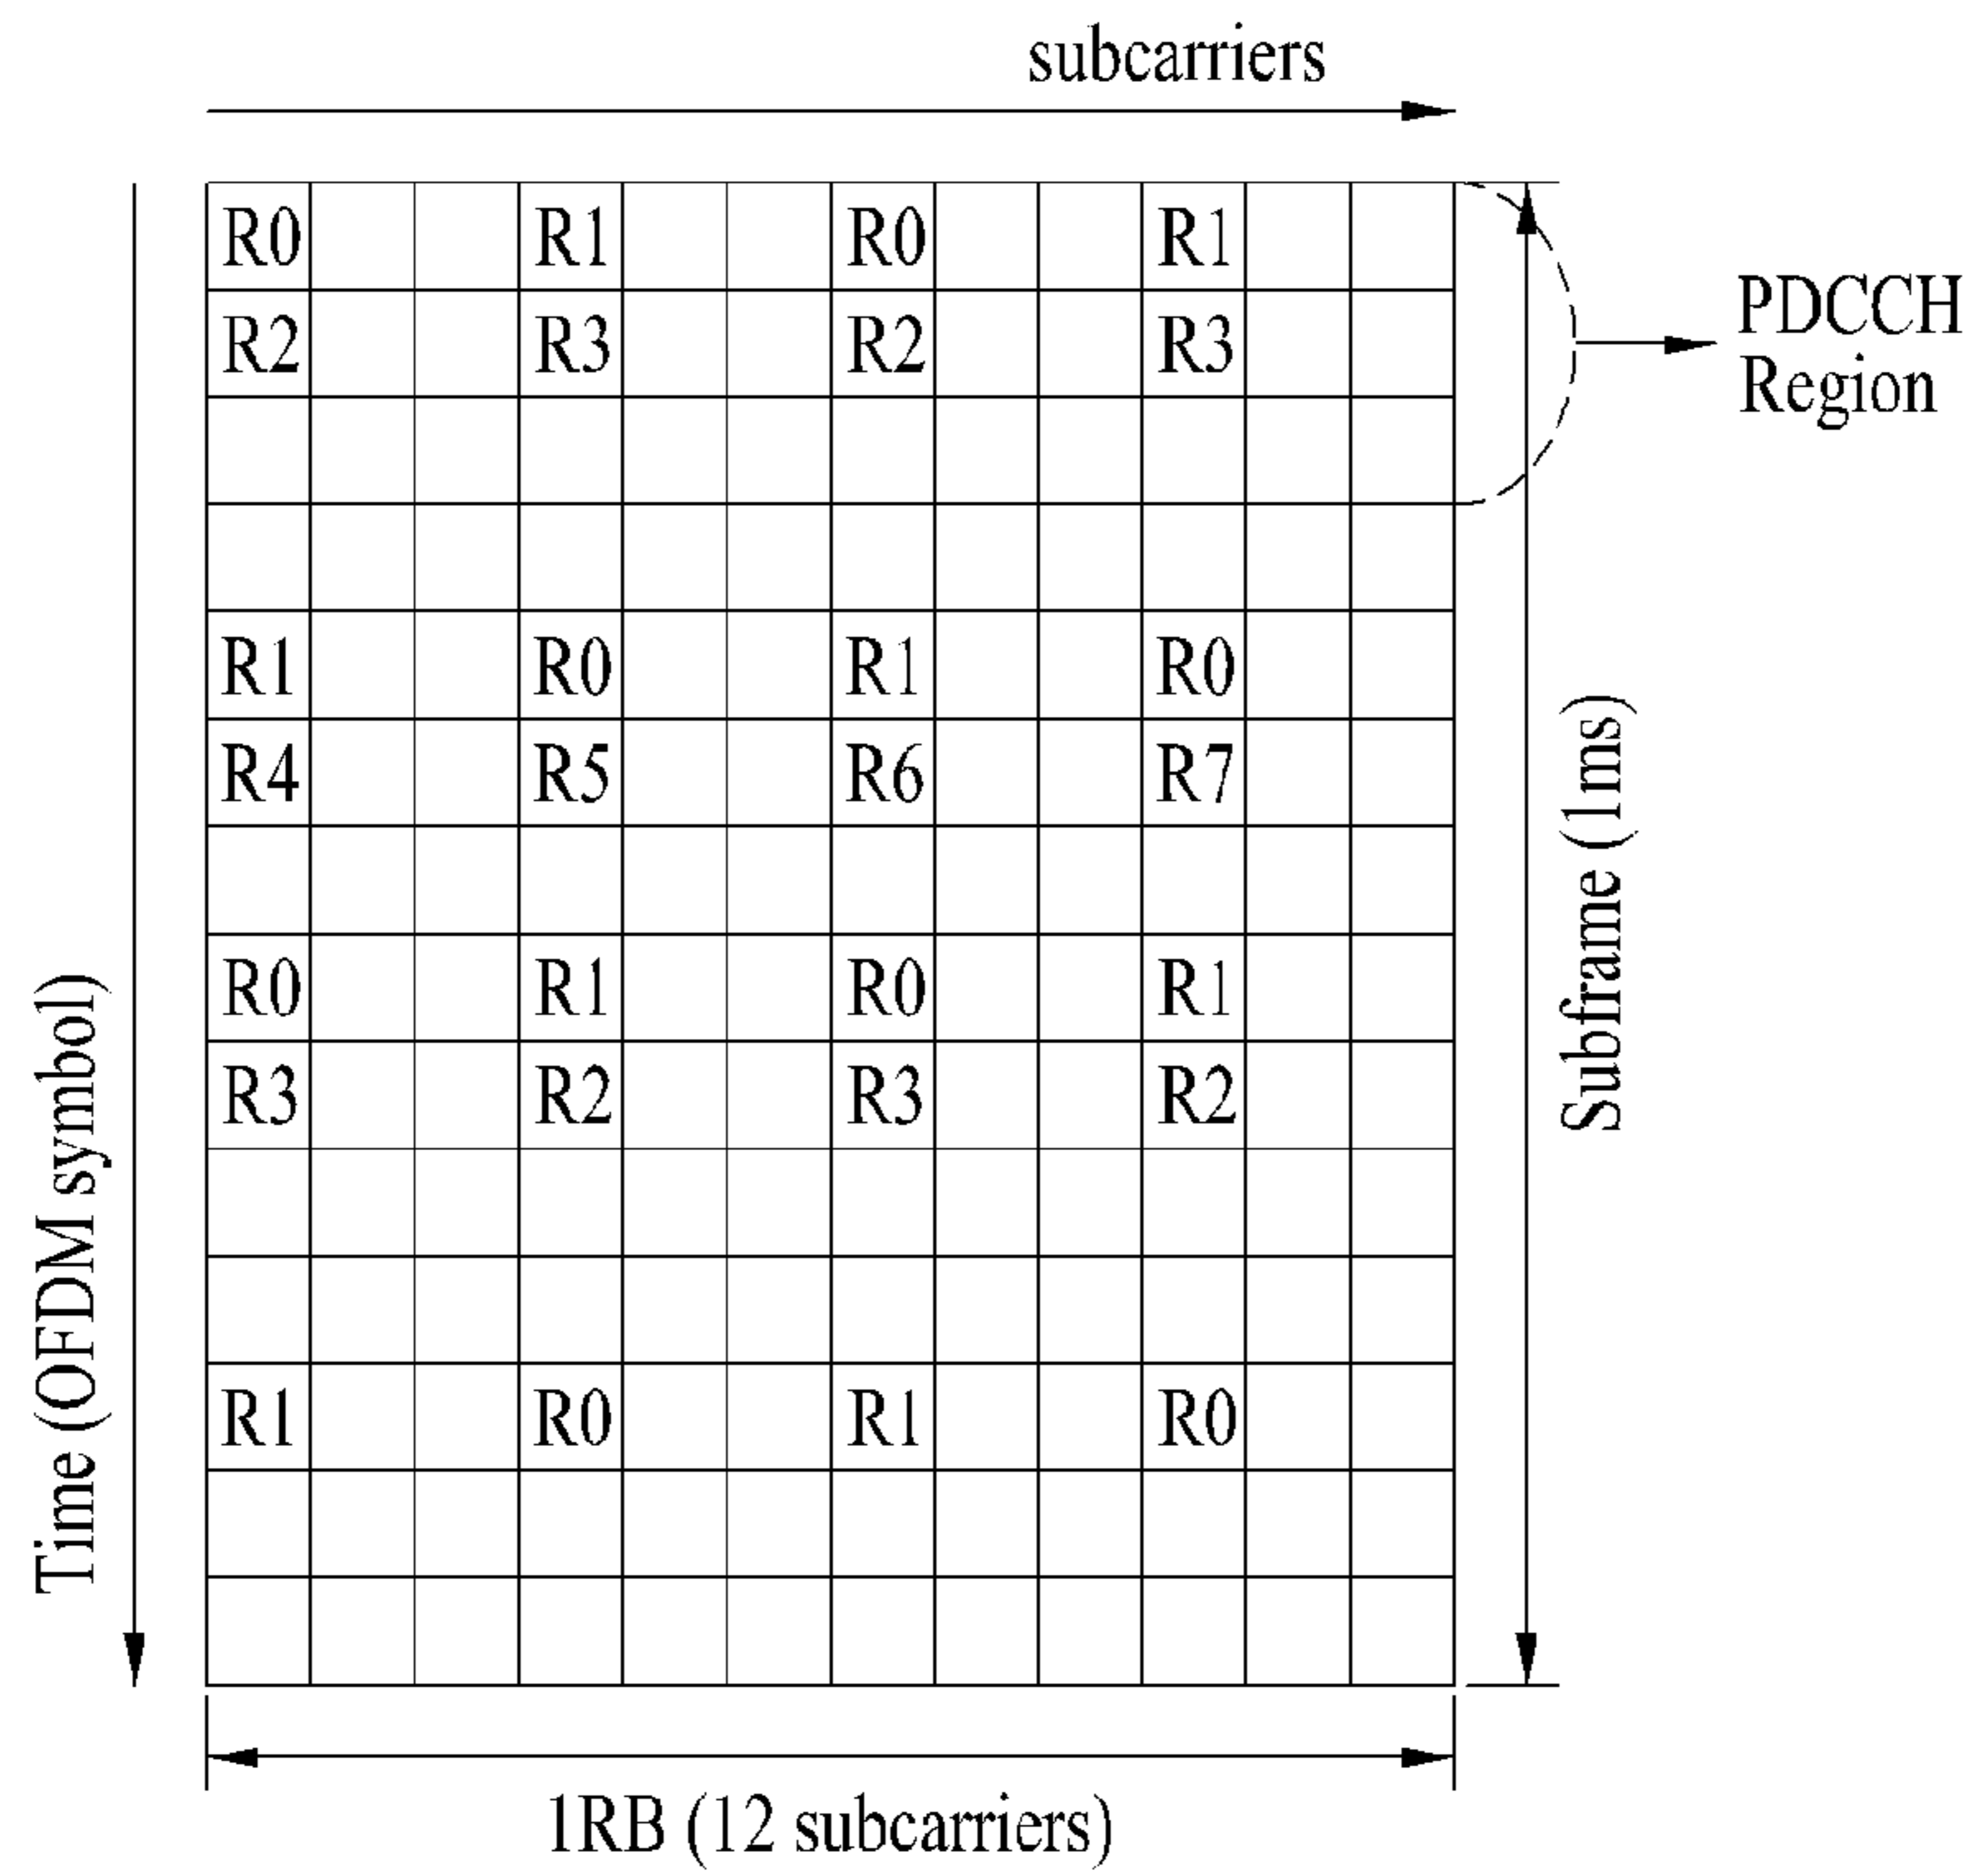 subcarriers
R0 R1 R0 R1
R2 R3 R2 R3
PDCCH
Region
R1 R0 R1 R0
R4 R5 R6 R7
R0 R1 R0 R1
R3 R2 R3 R2
R1 R0 R1 R0
Time (OFDM symbol)
Subframe (1ms)
1RB (12 subcarriers)